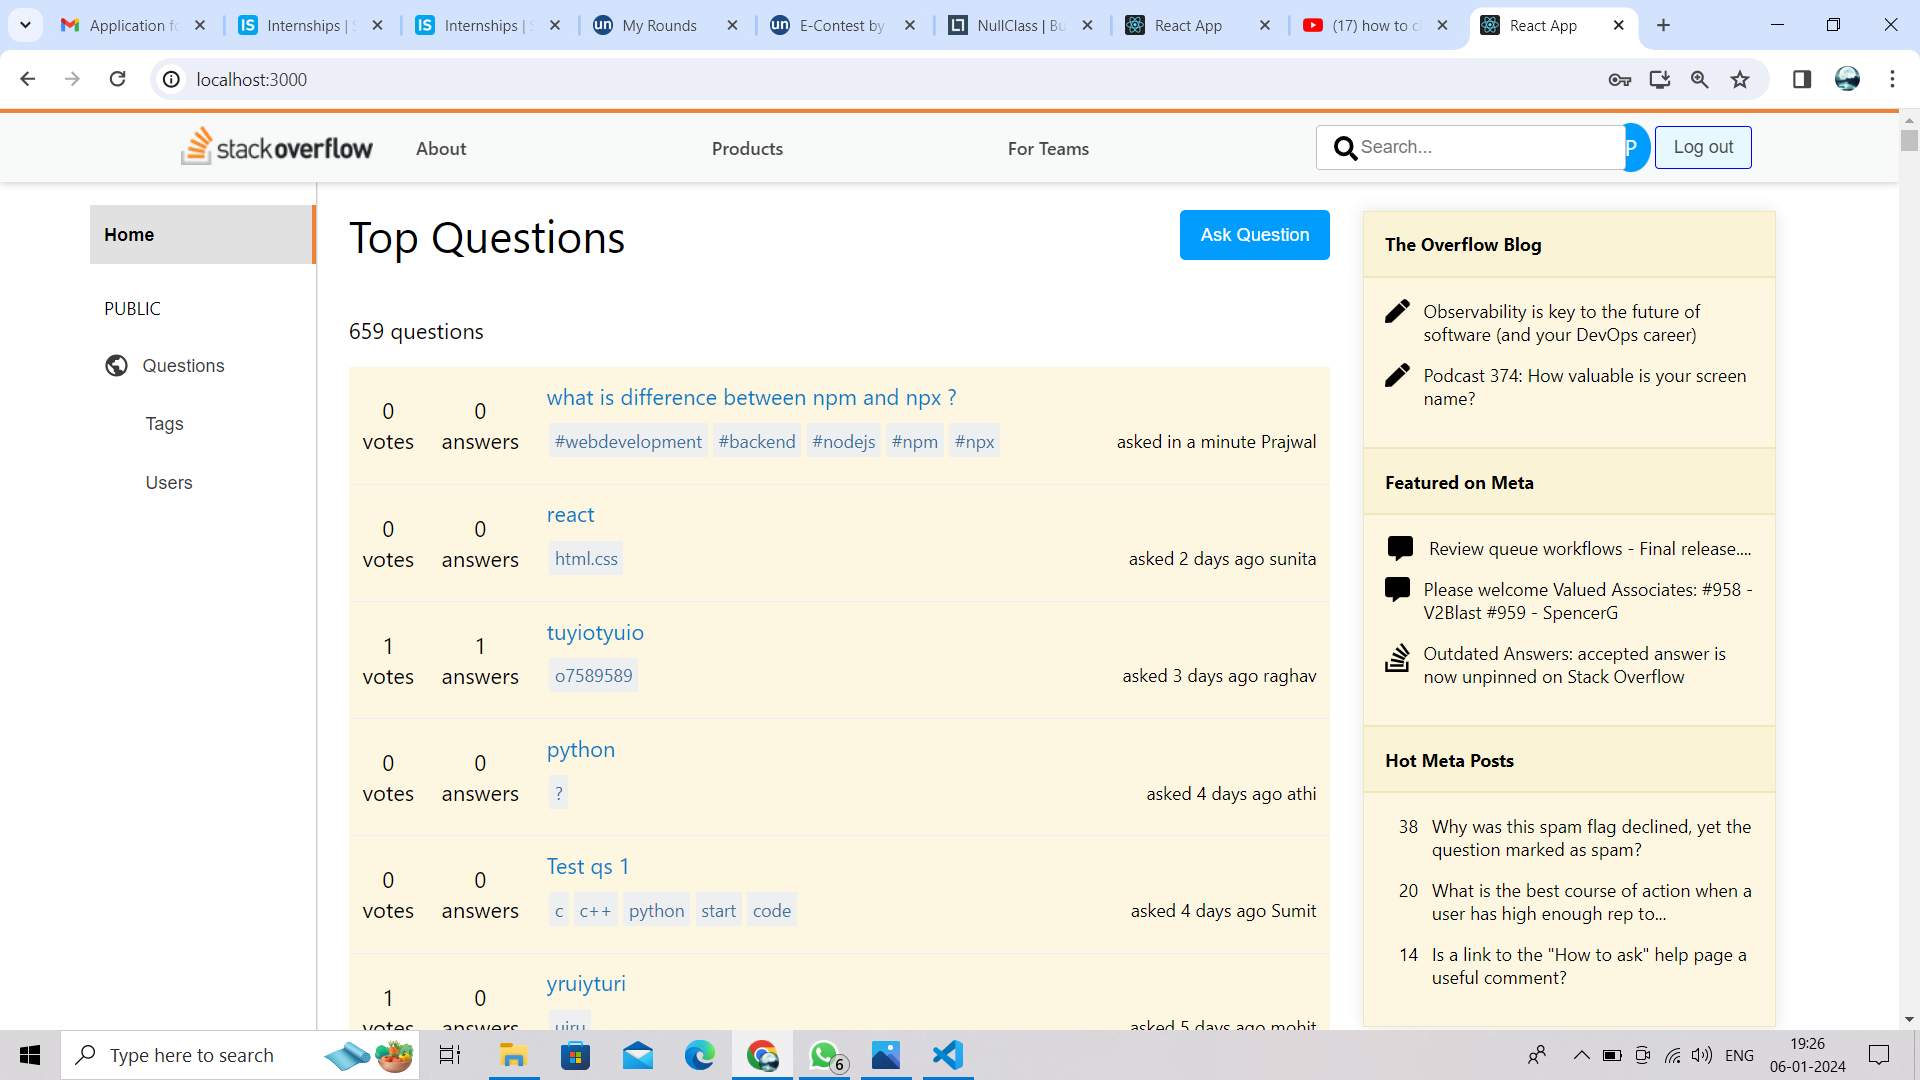 Application fo
Internships | S
Internships | S
My Rounds
E-Contest by
NullClass | Bu
React App
(17) how to cl
React App
localhost:3000
stackoverflow
About
Products
For Teams
Search...
P
Log out
Home
PUBLIC
Questions
Tags
Users
Top Questions
Ask Question
659 questions
0 votes
0 answers
what is difference between npm and npx ?
#webdevelopment #backend #nodejs #npm #npx
asked in a minute Prajwal
0 votes
0 answers
react
html.css
asked 2 days ago sunita
1 votes
1 answers
tuyiotyuio
o7589589
asked 3 days ago raghav
0 votes
0 answers
python
?
asked 4 days ago athi
0 votes
0 answers
Test qs 1
c c++ python start code
asked 4 days ago Sumit
1 votes
0 answers
yruiyturi
uiru
asked 5 days ago mohit
The Overflow Blog
Observability is key to the future of
software (and your DevOps career)
Podcast 374: How valuable is your screen
name?
Featured on Meta
Review queue workflows - Final release....
Please welcome Valued Associates: #958 -
V2Blast #959 - SpencerG
Outdated Answers: accepted answer is
now unpinned on Stack Overflow
Hot Meta Posts
38 Why was this spam flag declined, yet the
question marked as spam?
20 What is the best course of action when a
user has high enough rep to...
14 Is a link to the "How to ask" help page a
useful comment?
Type here to search
6
ENG
19:26
06-01-2024